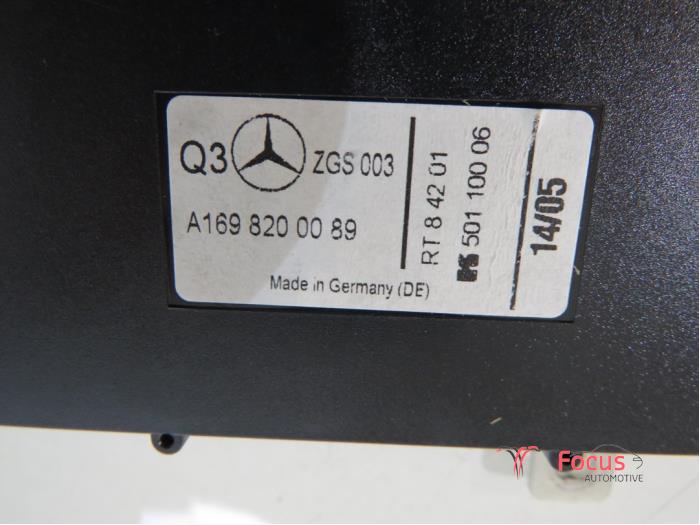 Q3 ZGS 003
A169 820 00 89
Made in Germany (DE)
RT 8 42 01
K 501 100 06
14/05
Focus
AUTOMOTIVE